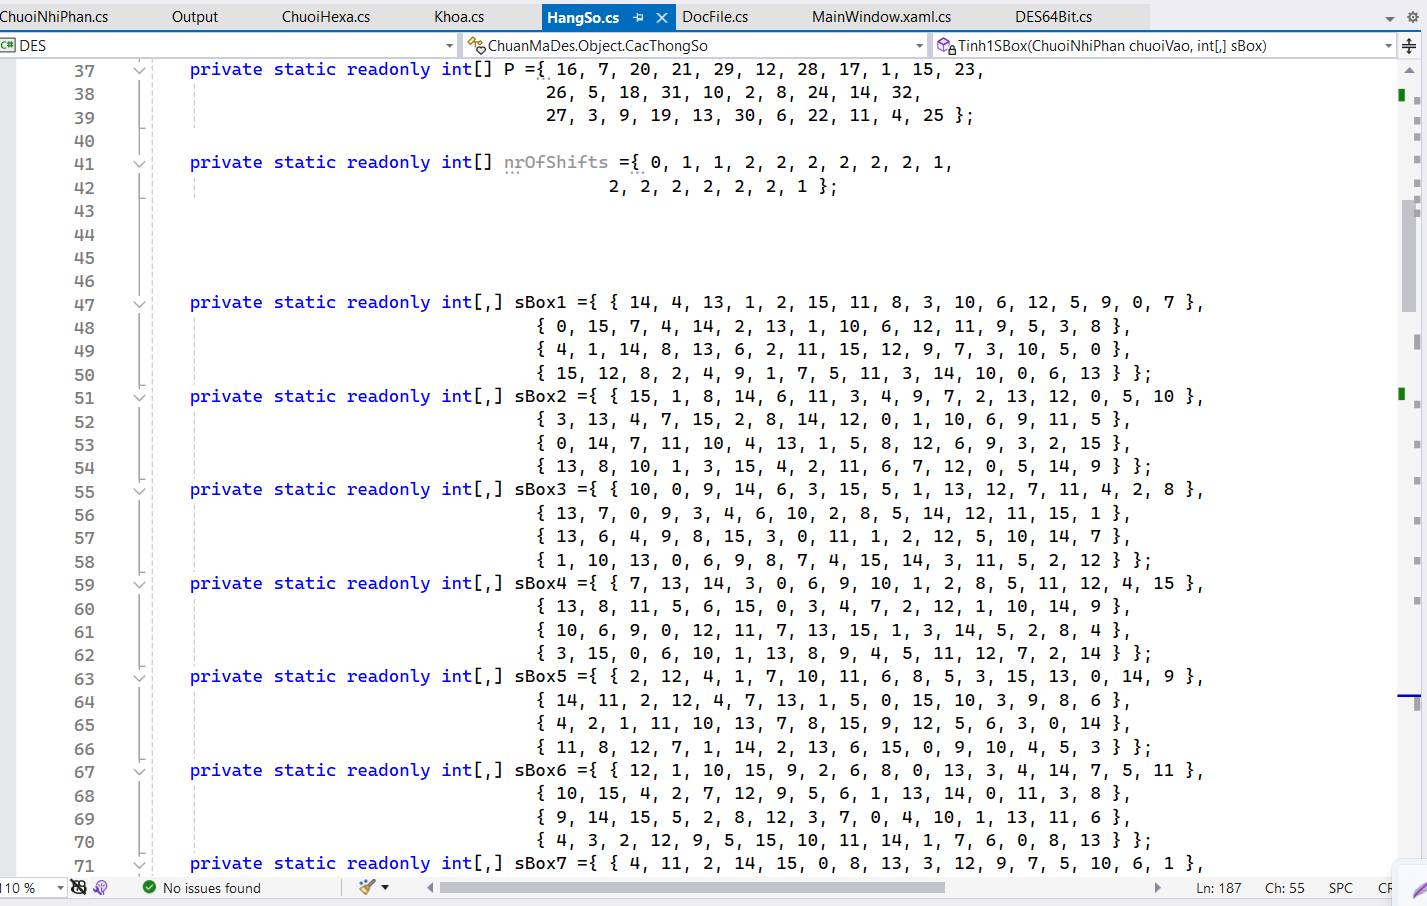 ChuoiNhiPhan.cs Output ChuoiHexa.cs Khoa.cs HangSo.cs DocFile.cs MainWindow.xaml.cs DES64Bit.cs
C# DES ChuanMaDes.Object.CacThongSo Tinh1SBox(ChuoiNhiPhan chuoiVao, int[,] sBox)
37 private static readonly int[] P ={ 16, 7, 20, 21, 29, 12, 28, 17, 1, 15, 23,
38 26, 5, 18, 31, 10, 2, 8, 24, 14, 32,
39 27, 3, 9, 19, 13, 30, 6, 22, 11, 4, 25 };
40
41 private static readonly int[] nrOfShifts ={ 0, 1, 1, 2, 2, 2, 2, 2, 2, 1,
42 2, 2, 2, 2, 2, 2, 1 };
43
44
45
46
47 private static readonly int[,] sBox1 ={ { 14, 4, 13, 1, 2, 15, 11, 8, 3, 10, 6, 12, 5, 9, 0, 7 },
48 { 0, 15, 7, 4, 14, 2, 13, 1, 10, 6, 12, 11, 9, 5, 3, 8 },
49 { 4, 1, 14, 8, 13, 6, 2, 11, 15, 12, 9, 7, 3, 10, 5, 0 },
50 { 15, 12, 8, 2, 4, 9, 1, 7, 5, 11, 3, 14, 10, 0, 6, 13 } };
51 private static readonly int[,] sBox2 ={ { 15, 1, 8, 14, 6, 11, 3, 4, 9, 7, 2, 13, 12, 0, 5, 10 },
52 { 3, 13, 4, 7, 15, 2, 8, 14, 12, 0, 1, 10, 6, 9, 11, 5 },
53 { 0, 14, 7, 11, 10, 4, 13, 1, 5, 8, 12, 6, 9, 3, 2, 15 },
54 { 13, 8, 10, 1, 3, 15, 4, 2, 11, 6, 7, 12, 0, 5, 14, 9 } };
55 private static readonly int[,] sBox3 ={ { 10, 0, 9, 14, 6, 3, 15, 5, 1, 13, 12, 7, 11, 4, 2, 8 },
56 { 13, 7, 0, 9, 3, 4, 6, 10, 2, 8, 5, 14, 12, 11, 15, 1 },
57 { 13, 6, 4, 9, 8, 15, 3, 0, 11, 1, 2, 12, 5, 10, 14, 7 },
58 { 1, 10, 13, 0, 6, 9, 8, 7, 4, 15, 14, 3, 11, 5, 2, 12 } };
59 private static readonly int[,] sBox4 ={ { 7, 13, 14, 3, 0, 6, 9, 10, 1, 2, 8, 5, 11, 12, 4, 15 },
60 { 13, 8, 11, 5, 6, 15, 0, 3, 4, 7, 2, 12, 1, 10, 14, 9 },
61 { 10, 6, 9, 0, 12, 11, 7, 13, 15, 1, 3, 14, 5, 2, 8, 4 },
62 { 3, 15, 0, 6, 10, 1, 13, 8, 9, 4, 5, 11, 12, 7, 2, 14 } };
63 private static readonly int[,] sBox5 ={ { 2, 12, 4, 1, 7, 10, 11, 6, 8, 5, 3, 15, 13, 0, 14, 9 },
64 { 14, 11, 2, 12, 4, 7, 13, 1, 5, 0, 15, 10, 3, 9, 8, 6 },
65 { 4, 2, 1, 11, 10, 13, 7, 8, 15, 9, 12, 5, 6, 3, 0, 14 },
66 { 11, 8, 12, 7, 1, 14, 2, 13, 6, 15, 0, 9, 10, 4, 5, 3 } };
67 private static readonly int[,] sBox6 ={ { 12, 1, 10, 15, 9, 2, 6, 8, 0, 13, 3, 4, 14, 7, 5, 11 },
68 { 10, 15, 4, 2, 7, 12, 9, 5, 6, 1, 13, 14, 0, 11, 3, 8 },
69 { 9, 14, 15, 5, 2, 8, 12, 3, 7, 0, 4, 10, 1, 13, 11, 6 },
70 { 4, 3, 2, 12, 9, 5, 15, 10, 11, 14, 1, 7, 6, 0, 8, 13 } };
71 private static readonly int[,] sBox7 ={ { 4, 11, 2, 14, 15, 0, 8, 13, 3, 12, 9, 7, 5, 10, 6, 1 },
110 % No issues found Ln: 187 Ch: 55 SPC CR